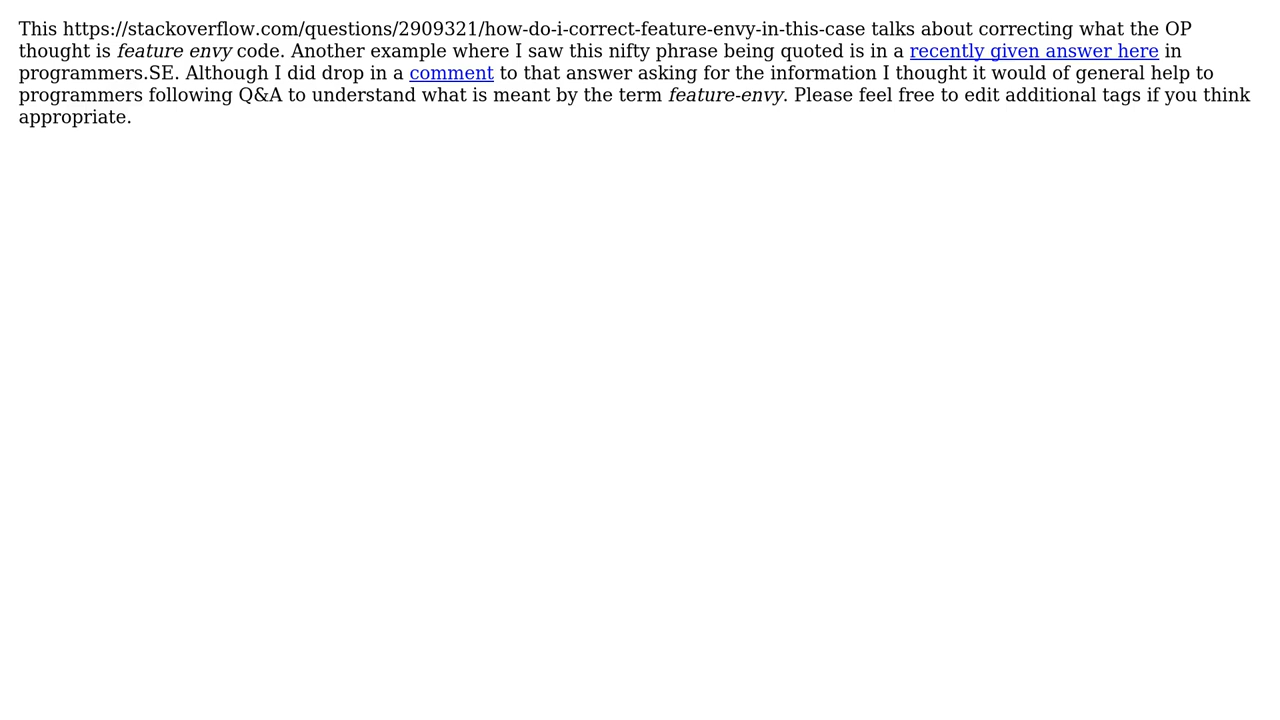 This https://stackoverflow.com/questions/2909321/how-do-i-correct-feature-envy-in-this-case talks about correcting what the OP
thought is feature envy code. Another example where I saw this nifty phrase being quoted is in a recently given answer here in
programmers.SE. Although I did drop in a comment to that answer asking for the information I thought it would of general help to
programmers following Q&A to understand what is meant by the term feature-envy. Please feel free to edit additional tags if you think
appropriate.